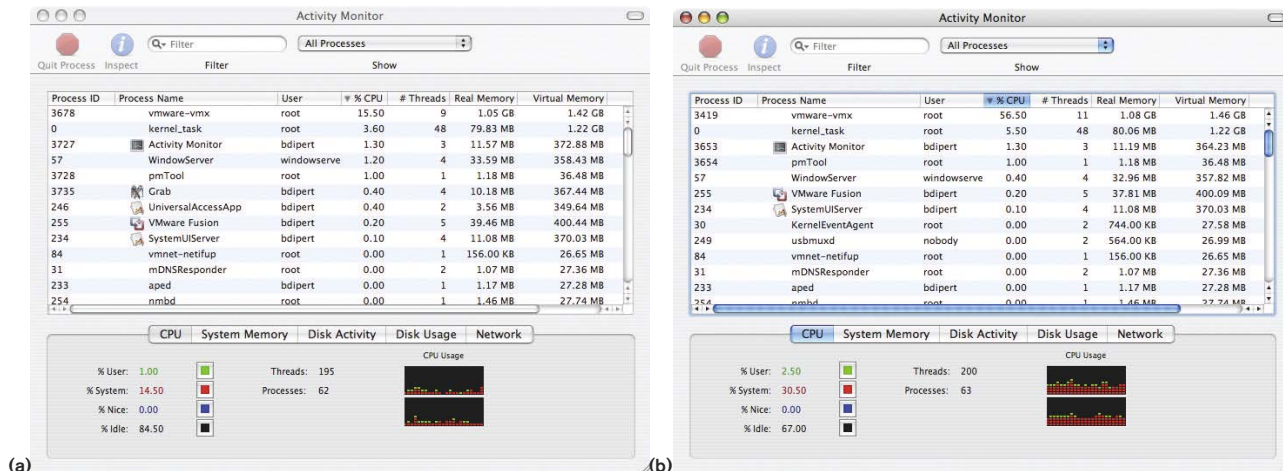 Activity Monitor
Filter
All Processes
Quit Process Inspect Filter Show
Process ID Process Name User % CPU # Threads Real Memory Virtual Memory
3678 vmware-vmx root 15.50 9 1.05 GB 1.42 GB
0 kernel_task root 3.60 48 79.83 MB 1.22 GB
3727 Activity Monitor bdipert 1.30 3 11.57 MB 372.88 MB
57 WindowServer windowserve 1.20 4 33.59 MB 358.43 MB
3728 pmTool root 1.00 1 1.18 MB 36.48 MB
3735 Grab bdipert 0.40 4 10.18 MB 367.44 MB
246 UniversalAccessApp bdipert 0.40 2 3.56 MB 349.64 MB
255 VMware Fusion bdipert 0.20 5 39.46 MB 400.44 MB
234 SystemUIServer bdipert 0.10 4 11.08 MB 370.03 MB
84 vmnet-netifup root 0.00 1 156.00 KB 26.65 MB
31 mDNSResponder root 0.00 2 1.07 MB 27.36 MB
233 aped bdipert 0.00 1 1.17 MB 27.28 MB
254 nmbd root 0.00 1 1.46 MB 27.74 MB
CPU System Memory Disk Activity Disk Usage Network
CPU Usage
% User: 1.00 Threads: 195
% System: 14.50 Processes: 62
% Nice: 0.00
% Idle: 84.50
(a)
Activity Monitor
Filter
All Processes
Quit Process Inspect Filter Show
Process ID Process Name User % CPU # Threads Real Memory Virtual Memory
3419 vmware-vmx root 56.50 11 1.08 GB 1.46 GB
0 kernel_task root 5.50 48 80.06 MB 1.22 GB
3653 Activity Monitor bdipert 1.30 3 11.19 MB 364.23 MB
3654 pmTool root 1.00 1 1.18 MB 36.48 MB
57 WindowServer windowserve 0.40 4 32.96 MB 357.82 MB
255 VMware Fusion bdipert 0.20 5 37.81 MB 400.09 MB
234 SystemUIServer bdipert 0.10 4 11.08 MB 370.03 MB
30 KernelEventAgent root 0.00 2 744.00 KB 27.58 MB
249 usbmuxd nobody 0.00 2 564.00 KB 26.99 MB
84 vmnet-netifup root 0.00 1 156.00 KB 26.65 MB
31 mDNSResponder root 0.00 2 1.07 MB 27.36 MB
233 aped bdipert 0.00 1 1.17 MB 27.28 MB
254 nmbd root 0.00 1 1.46 MB 27.74 MB
CPU System Memory Disk Activity Disk Usage Network
CPU Usage
% User: 2.50 Threads: 200
% System: 30.50 Processes: 63
% Nice: 0.00
% Idle: 67.00
(b)